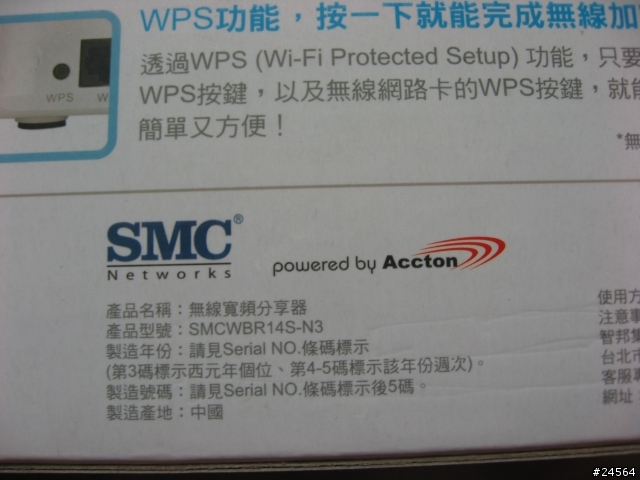 WPS功能，按一下就能完成無線加
透過WPS (Wi-Fi Protected Setup) 功能，只要
WPS按鍵，以及無線網路卡的WPS按鍵，就能
簡單又方便！
*無
WPS
W
SMC®
Networks
powered by Accton
產品名稱：無線寬頻分享器
產品型號：SMCWBR14S-N3
製造年份：請見Serial NO.條碼標示
(第3碼標示西元年個位、第4-5碼標示該年份週次)。
製造號碼：請見Serial NO.條碼標示後5碼。
製造產地：中國
使用方
注意事
智邦集
台北市
客服專
網址：
#24564